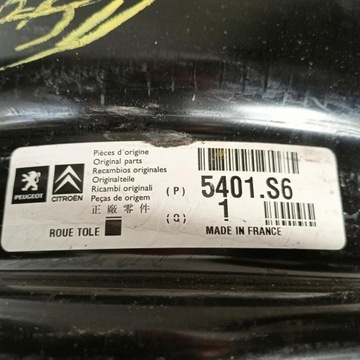 Pièces d'origine
Original parts
Recambios originales
Originalteile
Ricambi originali
Peças de origem
正廠零件
PEUGEOT CITROËN
(P) 5401.S6
(Q) 1
ROUE TOLE MADE IN FRANCE